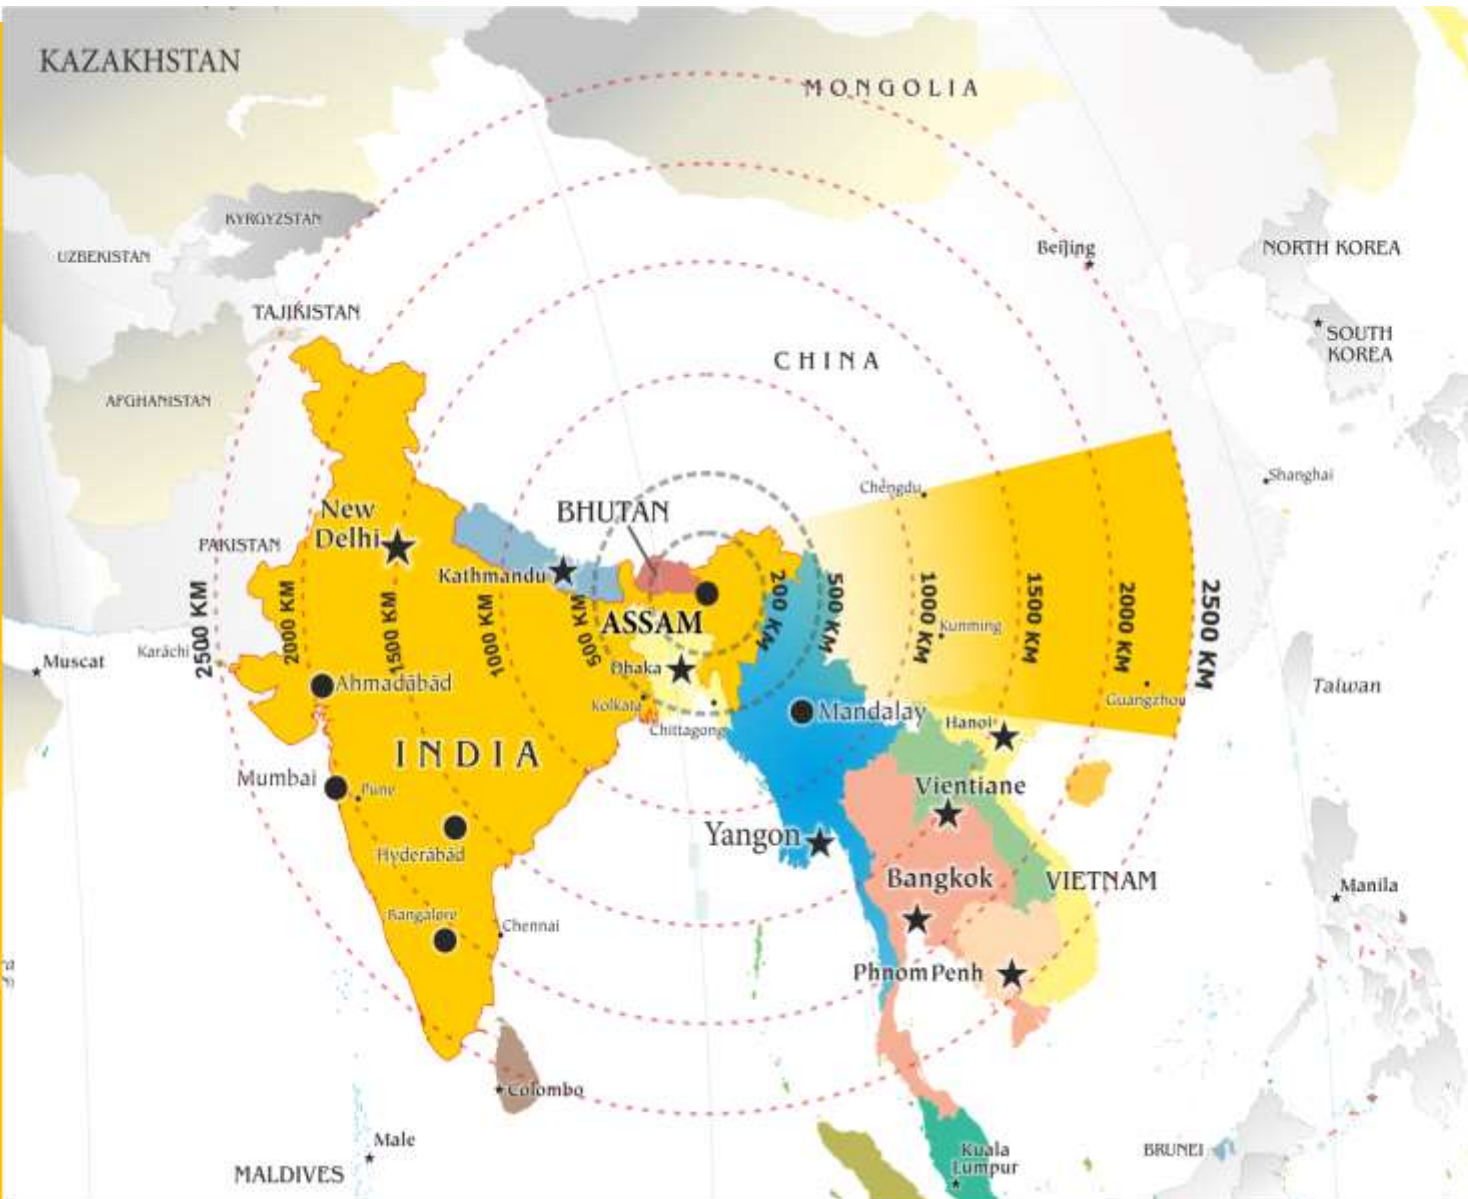 KAZAKHSTAN
MONGOLIA
KYRGYZSTAN
UZBEKISTAN
Beijing
NORTH KOREA
TAJIKISTAN
SOUTH
KOREA
CHINA
AFGHANISTAN
Shanghai
Chéngdu
New
Delhi
BHUTAN
PAKISTAN
Kathmandu
2500 KM
2000 KM
1500 KM
1000 KM
500 KM
200 KM
500 KM
1000 KM
1500 KM
2000 KM
2500 KM
ASSAM
Kunming
Karáchi
Muscat
Dhaka
Ahmadābād
Taiwan
Guangzhou
Kolkata
Mandalay
Chittagong
Hanoi
INDIA
Mumbai
Pune
Vientiane
Yangon
Hyderābād
Bangkok
VIETNAM
Manila
Bangalore
Chennai
Phnom Penh
Colombo
Male
MALDIVES
Kuala
Lumpur
BRUNEI